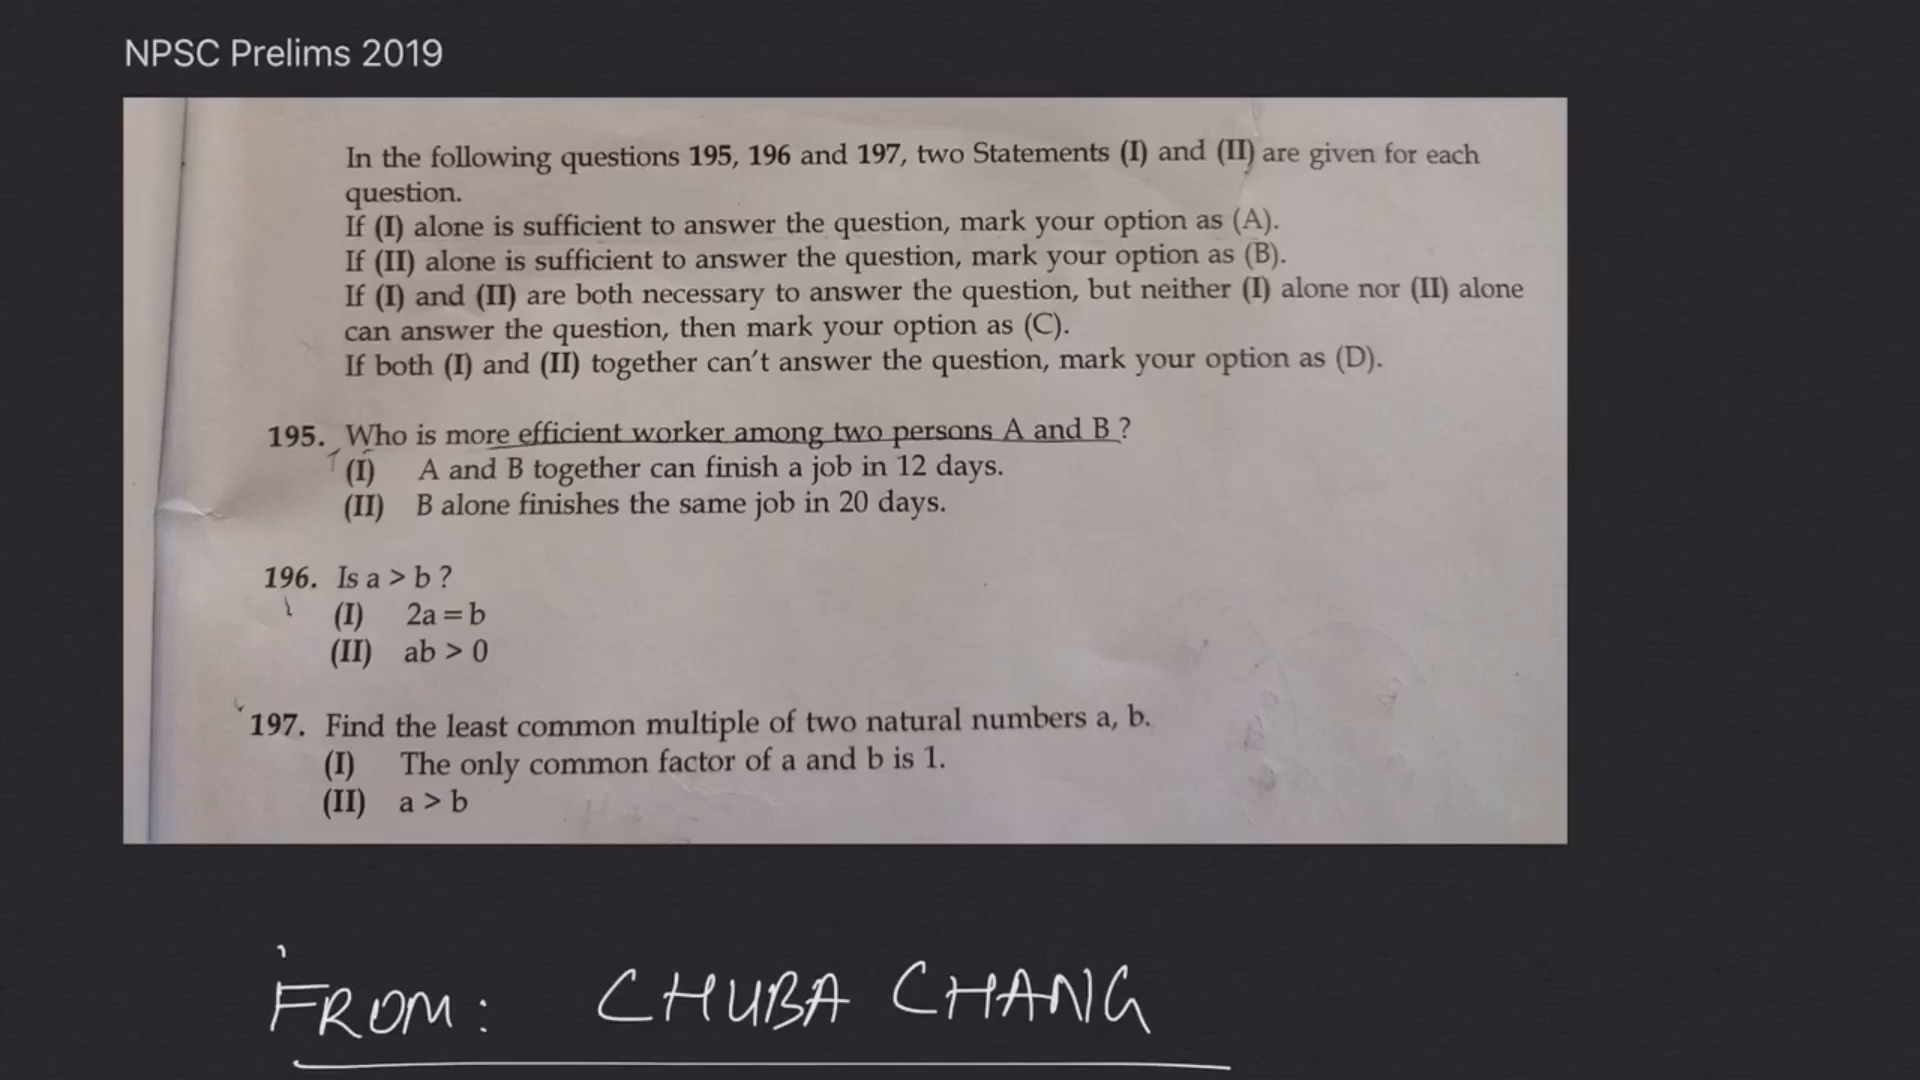 NPSC Prelims 2019
In the following questions 195, 196 and 197, two Statements (I) and (II) are given for each
question.
If (I) alone is sufficient to answer the question, mark your option as (A).
If (II) alone is sufficient to answer the question, mark your option as (B).
If (I) and (II) are both necessary to answer the question, but neither (I) alone nor (II) alone
can answer the question, then mark your option as (C).
If both (I) and (II) together can't answer the question, mark your option as (D).
195. Who is more efficient worker among two persons A and B ?
(I) A and B together can finish a job in 12 days.
(II) B alone finishes the same job in 20 days.
196. Is a > b ?
(I) 2a = b
(II) ab > 0
197. Find the least common multiple of two natural numbers a, b.
(I) The only common factor of a and b is 1.
(II) a > b
FROM: CHUBA CHANG